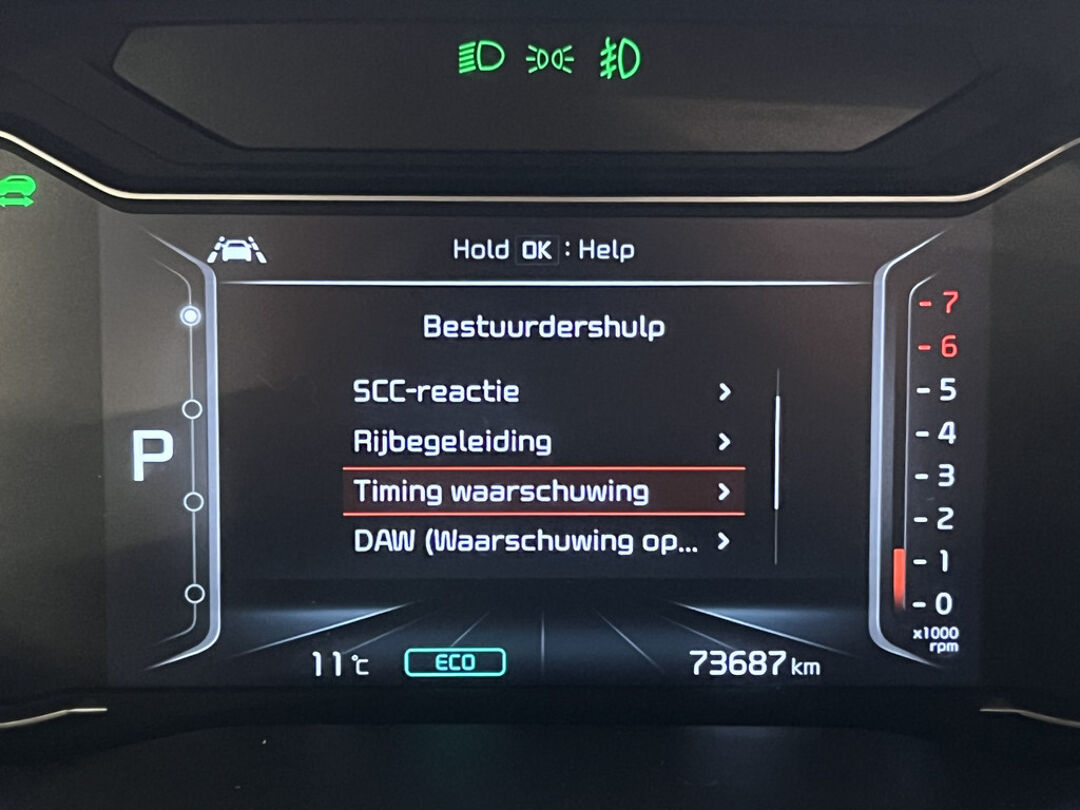 Hold OK : Help
Bestuurdershulp
SCC-reactie
Rijbegeleiding
Timing waarschuwing
DAW (Waarschuwing op...
P
7
6
5
4
3
2
1
0
x1000
rpm
11°C ECO 73687 km